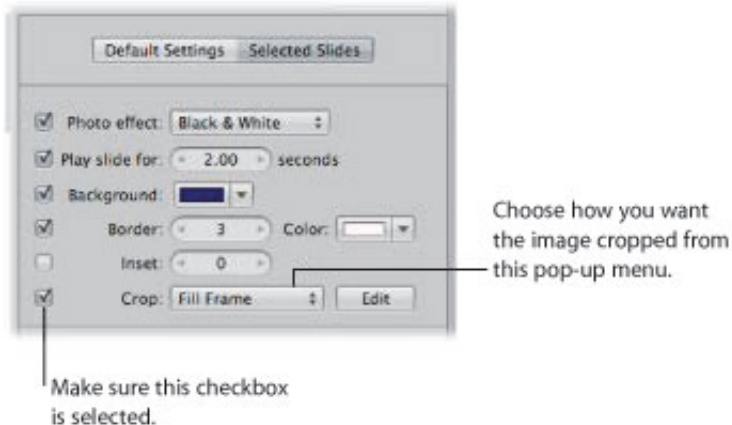 Default Settings Selected Slides
Photo effect: Black & White
Play slide for: 2.00 seconds
Background:
Border: 3 Color:
Inset: 0
Crop: Fill Frame Edit
Choose how you want
the image cropped from
this pop-up menu.
Make sure this checkbox
is selected.